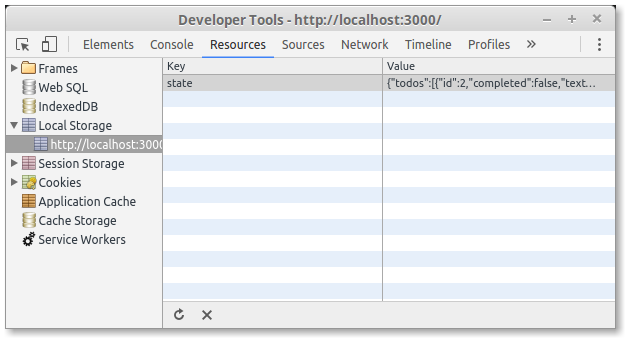 Developer Tools - http://localhost:3000/
Elements Console Resources Sources Network Timeline Profiles »
Frames
Web SQL
IndexedDB
Local Storage
http://localhost:3000
Session Storage
Cookies
Application Cache
Cache Storage
Service Workers
Key Value
state {"todos":[{"id":2,"completed":false,"text...